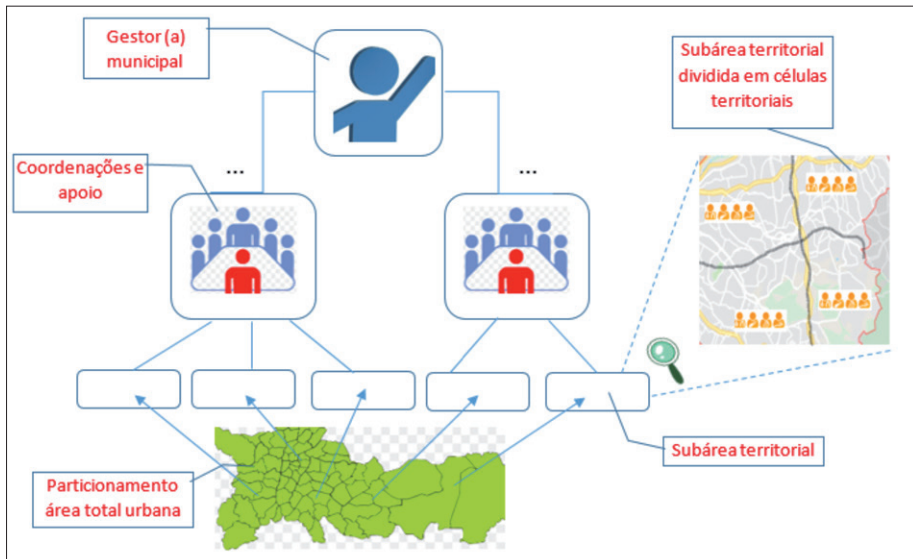 Gestor (a)
municipal
Subárea territorial
dividida em células
territoriais
Coordenações e
apoio
...
...
Subárea territorial
Particionamento
área total urbana